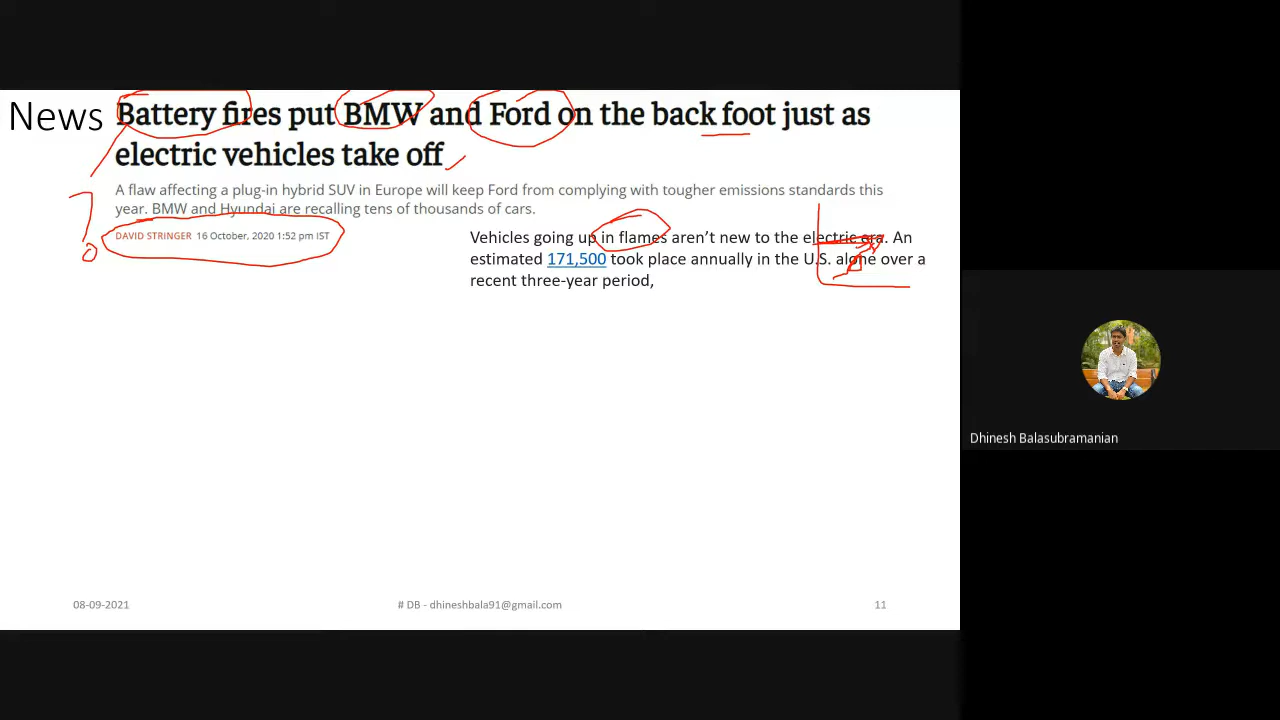 News
Battery fires put BMW and Ford on the back foot just as
electric vehicles take off
A flaw affecting a plug-in hybrid SUV in Europe will keep Ford from complying with tougher emissions standards this
year. BMW and Hyundai are recalling tens of thousands of cars.
DAVID STRINGER 16 October, 2020 1:52 pm IST
Vehicles going up in flames aren’t new to the electric era. An
estimated 171,500 took place annually in the U.S. alone over a
recent three-year period,
Dhinesh Balasubramanian
08-09-2021
# DB - dhineshbala91@gmail.com
11